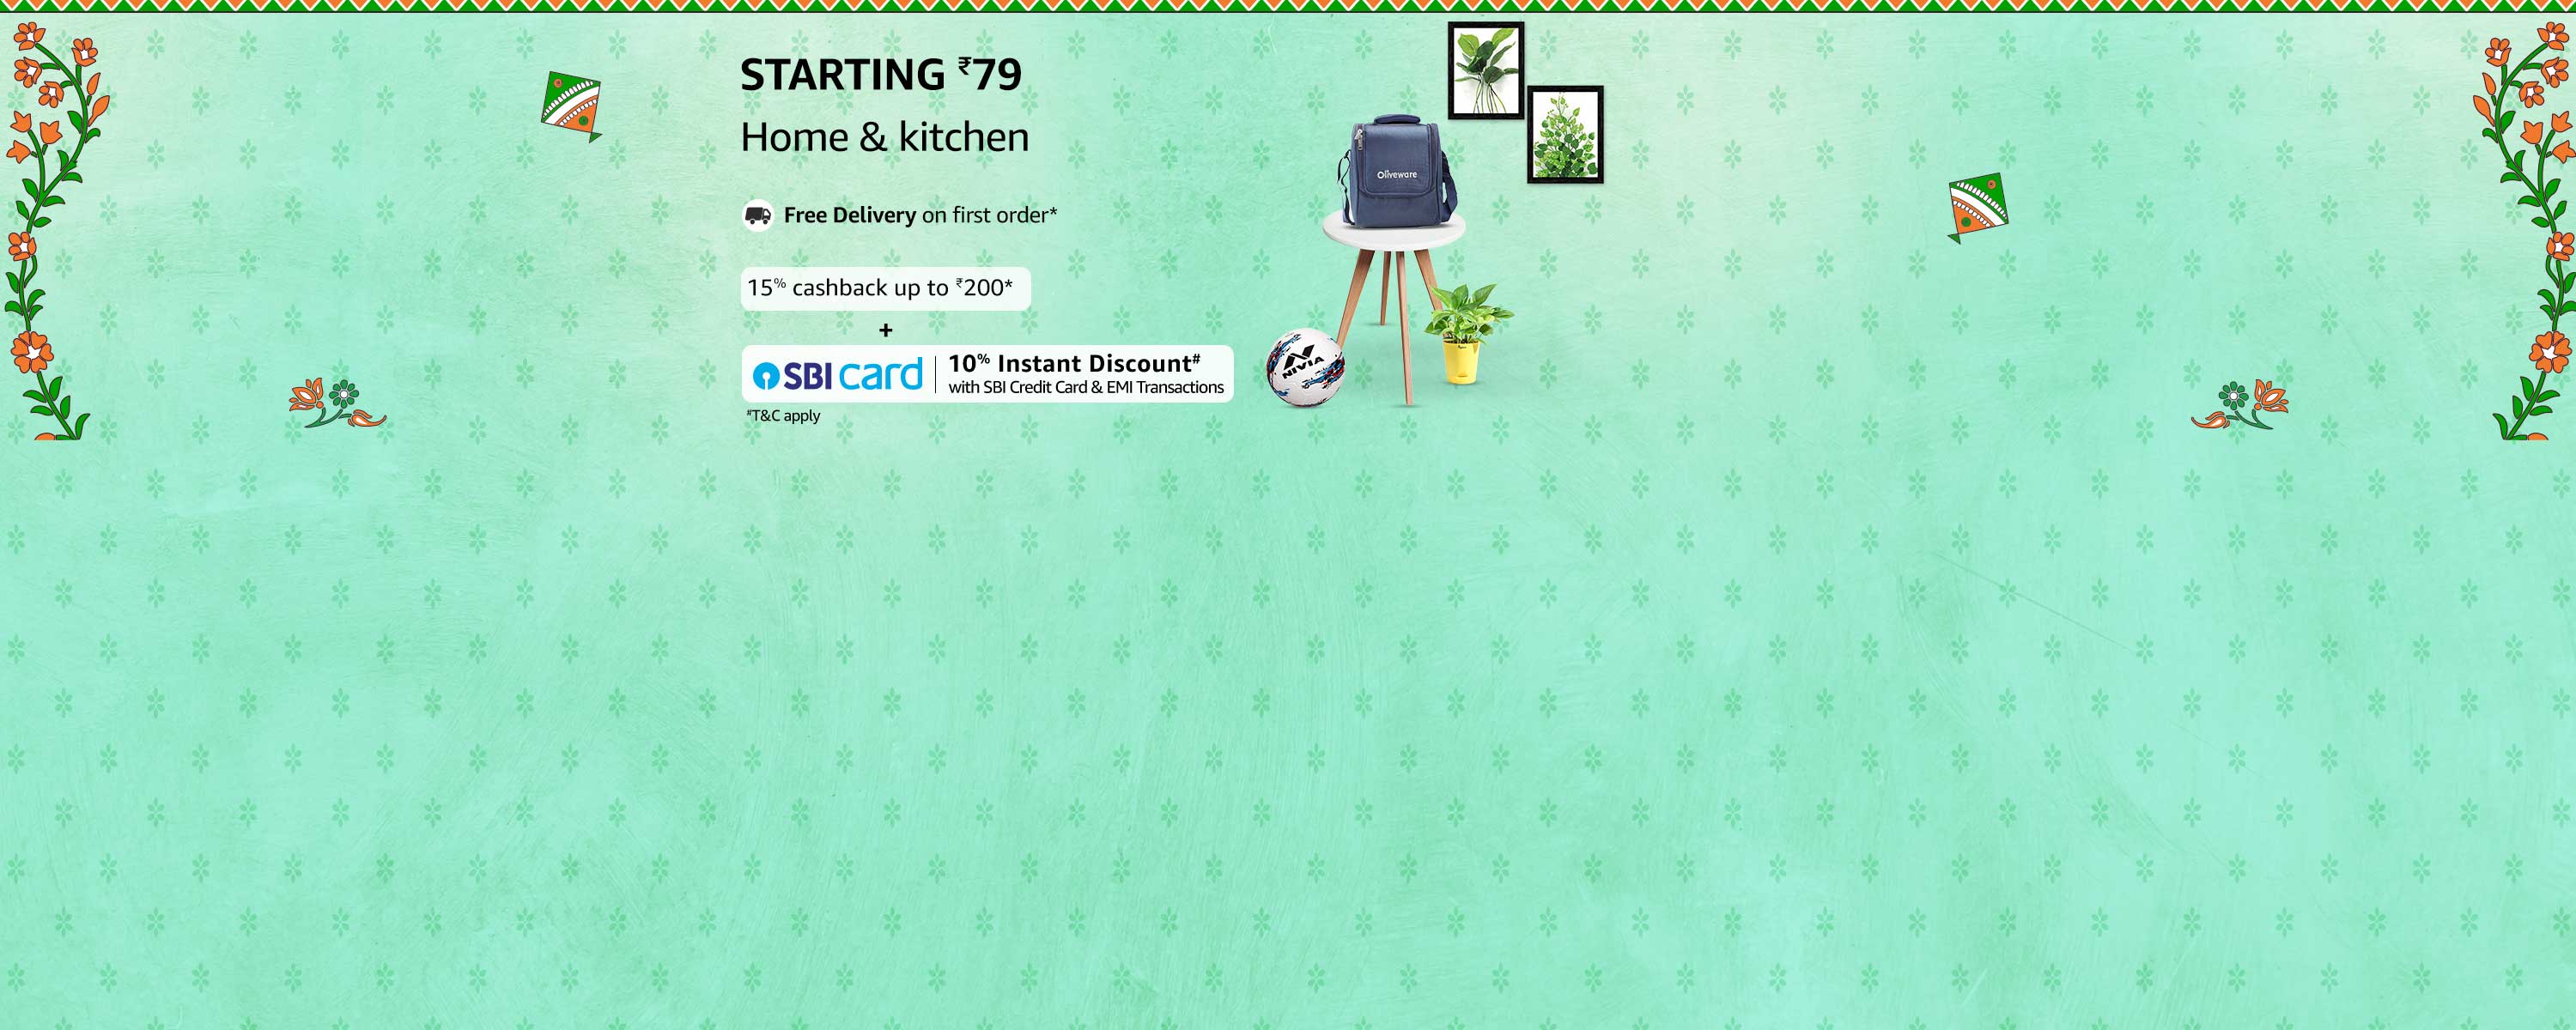 STARTING ₹79
Home & kitchen
Free Delivery on first order*
15% cashback up to ₹200*
+
SBI card
10% Instant Discount#
with SBI Credit Card & EMI Transactions
#T&C apply
Oliveware
NIVIA